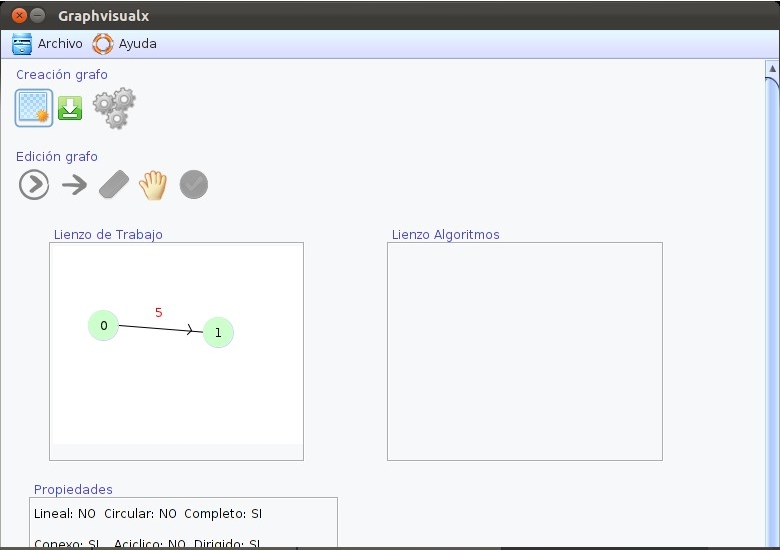 Graphvisualx
Archivo Ayuda
Creación grafo
Edición grafo
Lienzo de Trabajo Lienzo Algoritmos
5
0 1
Propiedades
Lineal: NO Circular: NO Completo: SI
Conexo: SI Aciclico: NO Dirigido: SI